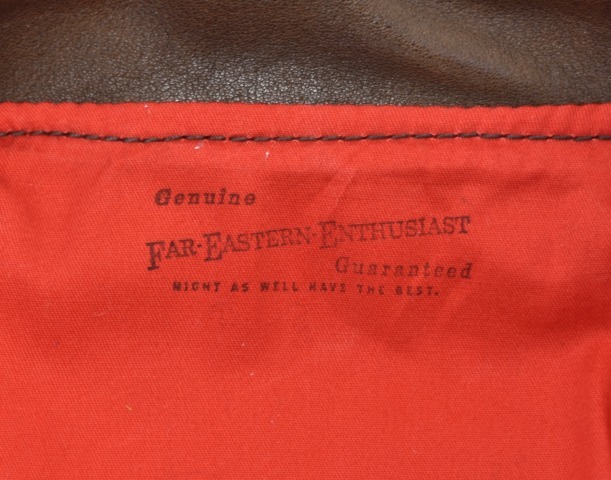 Genuine
FAR-EASTERN-ENTHUSIAST
Guaranteed
MIGHT AS WELL HAVE THE BEST.